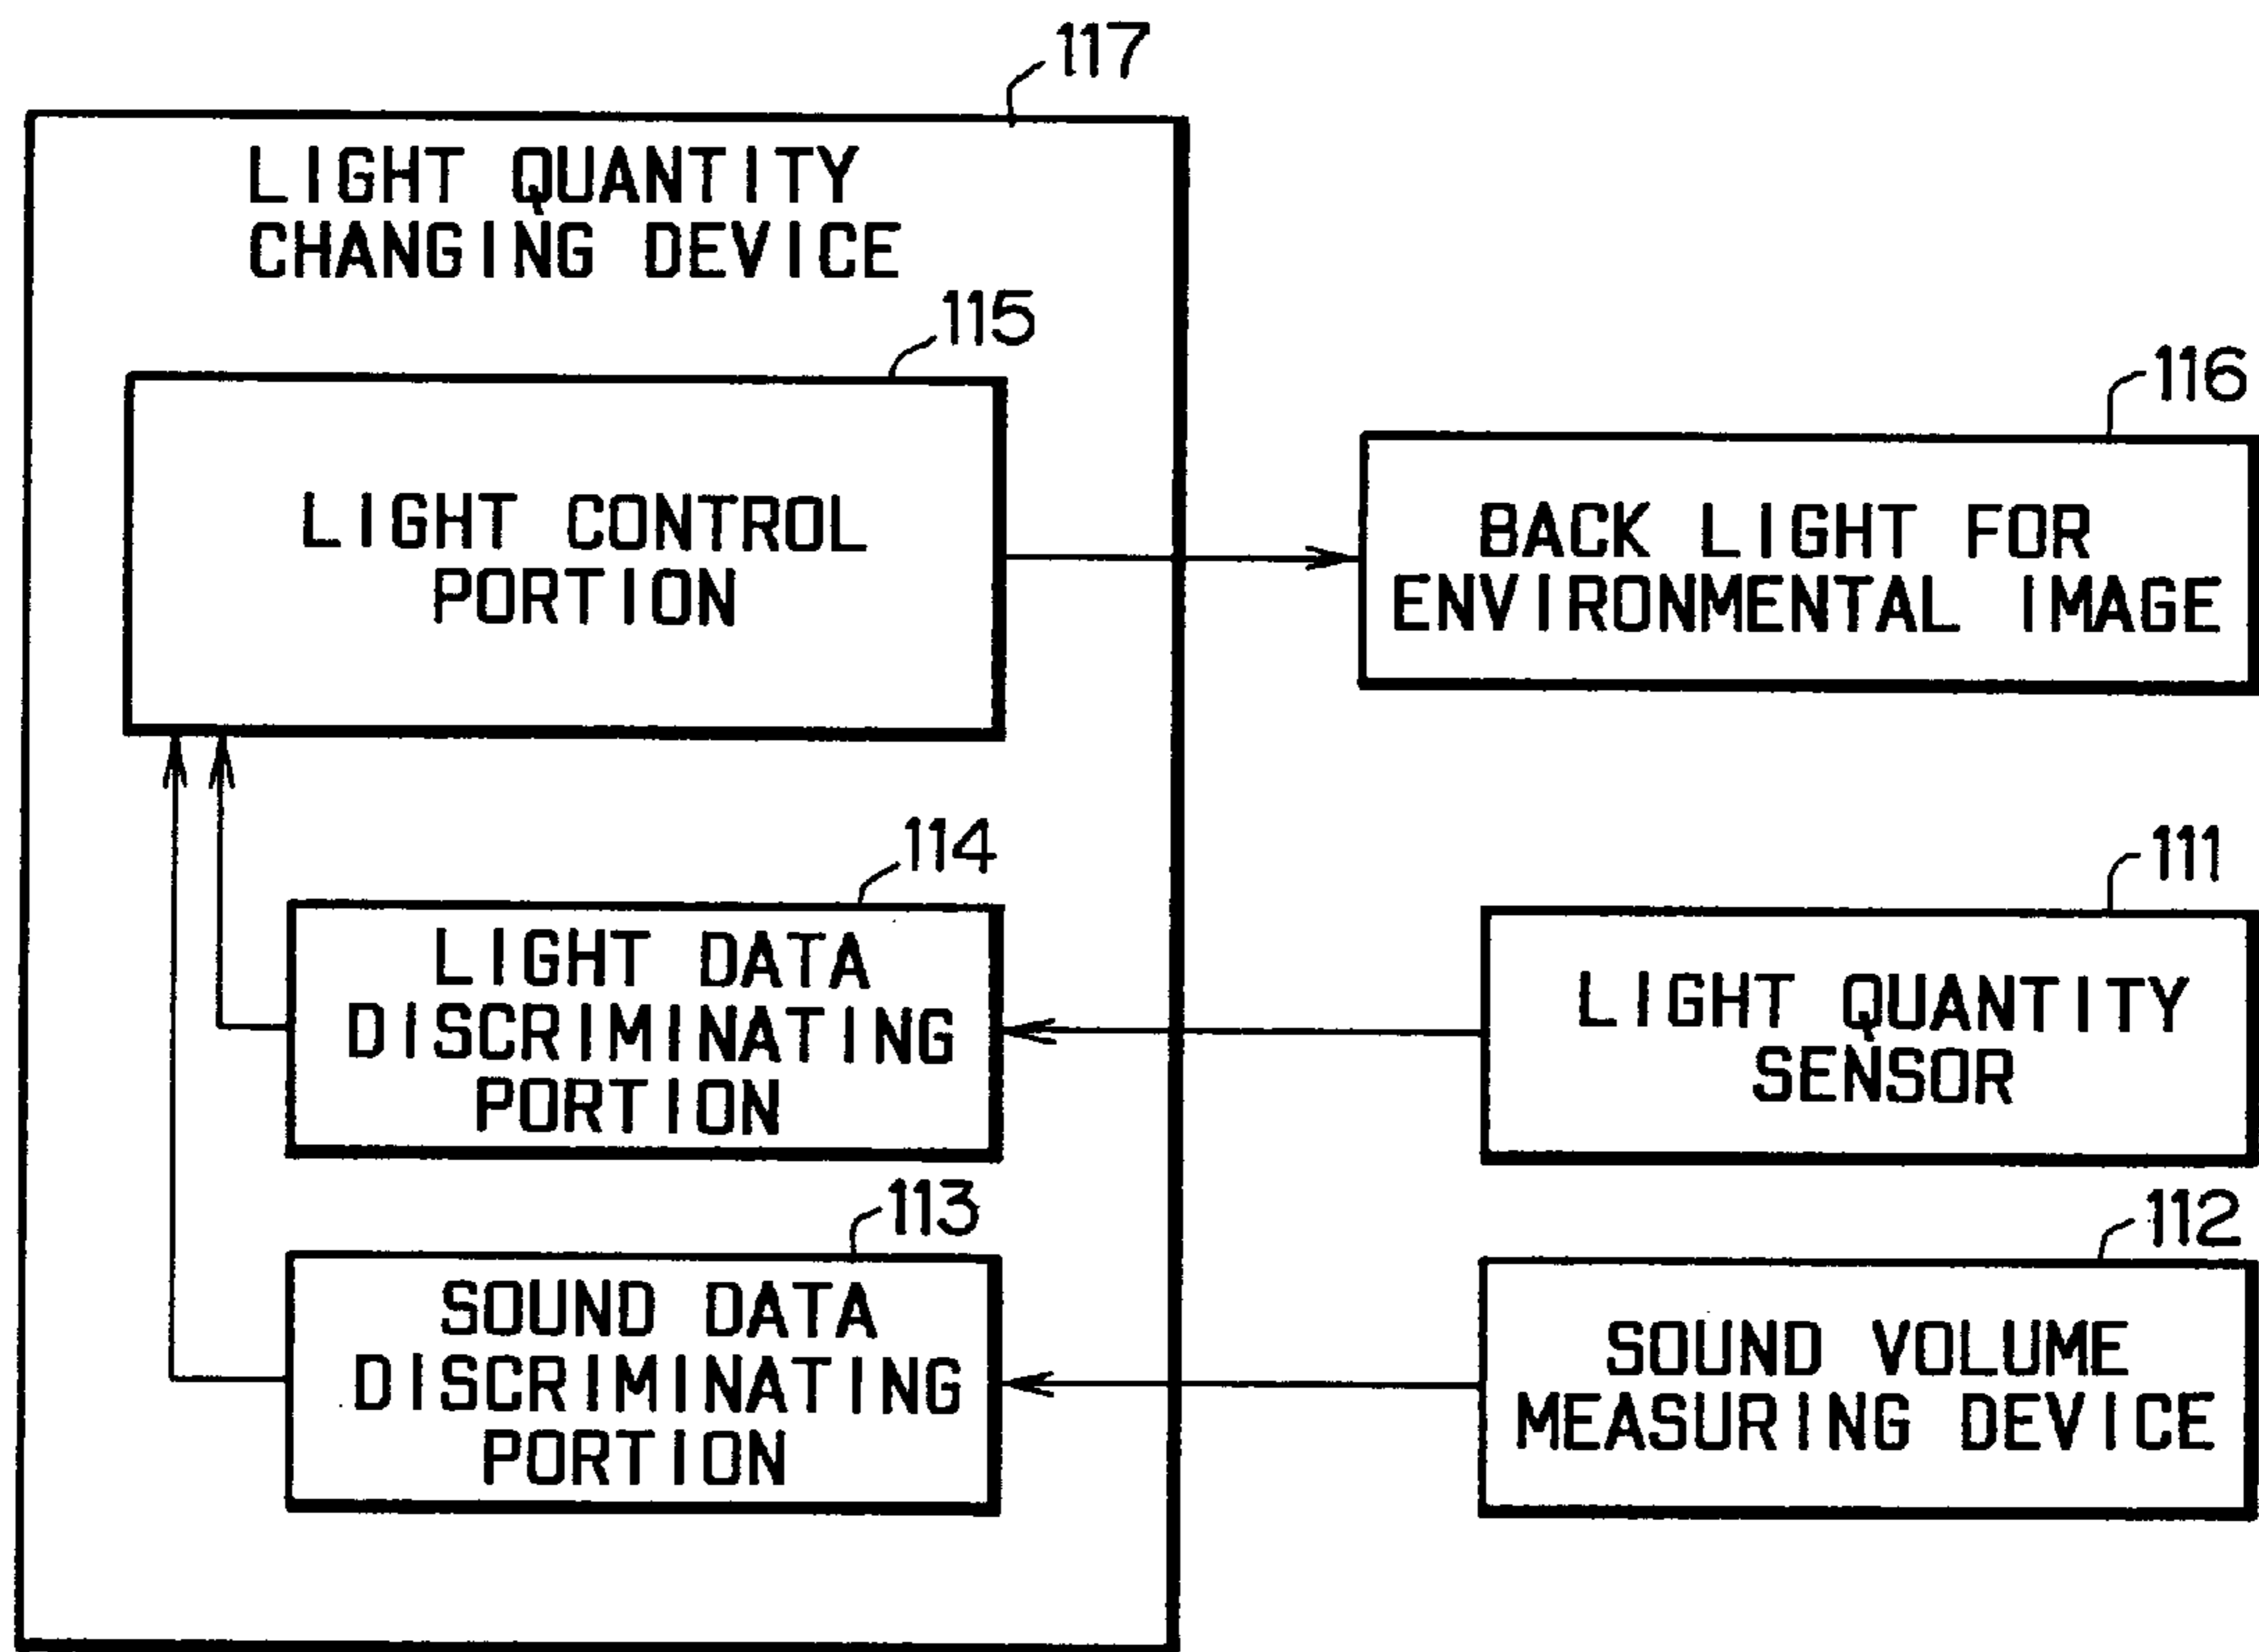 117
LIGHT QUANTITY
CHANGING DEVICE
115
LIGHT CONTROL
PORTION
116
BACK LIGHT FOR
ENVIRONMENTAL IMAGE
114
LIGHT DATA
DISCRIMINATING
PORTION
111
LIGHT QUANTITY
SENSOR
113
SOUND DATA
DISCRIMINATING
PORTION
112
SOUND VOLUME
MEASURING DEVICE